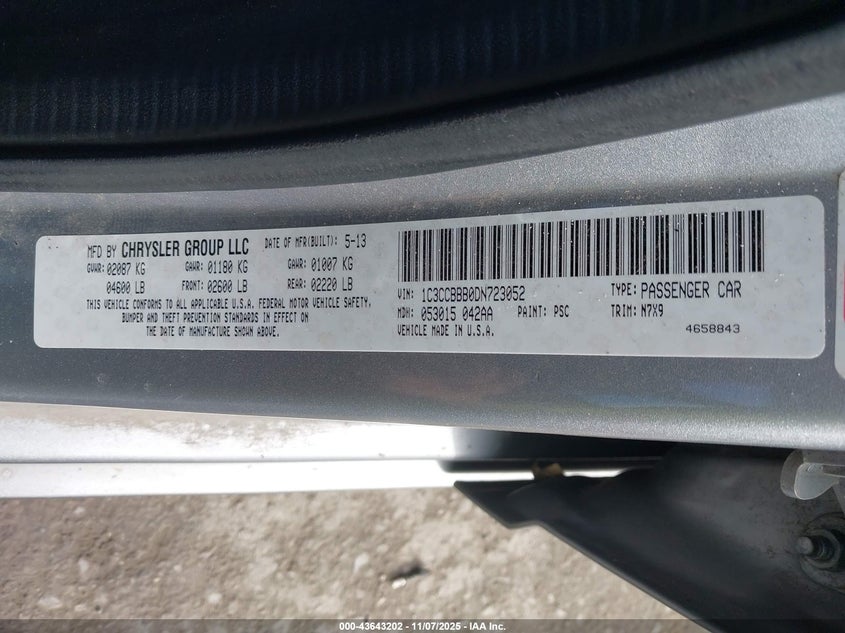 MFD BY CHRYSLER GROUP LLC DATE OF MFR(BUILT): 5-13
GVWR: 02087 KG GAWR: 01180 KG GAWR: 01007 KG
04600 LB FRONT: 02600 LB REAR: 02220 LB
THIS VEHICLE CONFORMS TO ALL APPLICABLE U.S.A. FEDERAL MOTOR VEHICLE SAFETY,
BUMPER AND THEFT PREVENTION STANDARDS IN EFFECT ON
THE DATE OF MANUFACTURE SHOWN ABOVE.
VIN: 1C3CCBBB0DN723052 TYPE: PASSENGER CAR
MDH: 053015 042AA PAINT: PSC TRIM: N7X9
VEHICLE MADE IN U.S.A. 4658843
000-43643202 - 11/07/2025 - IAA Inc.